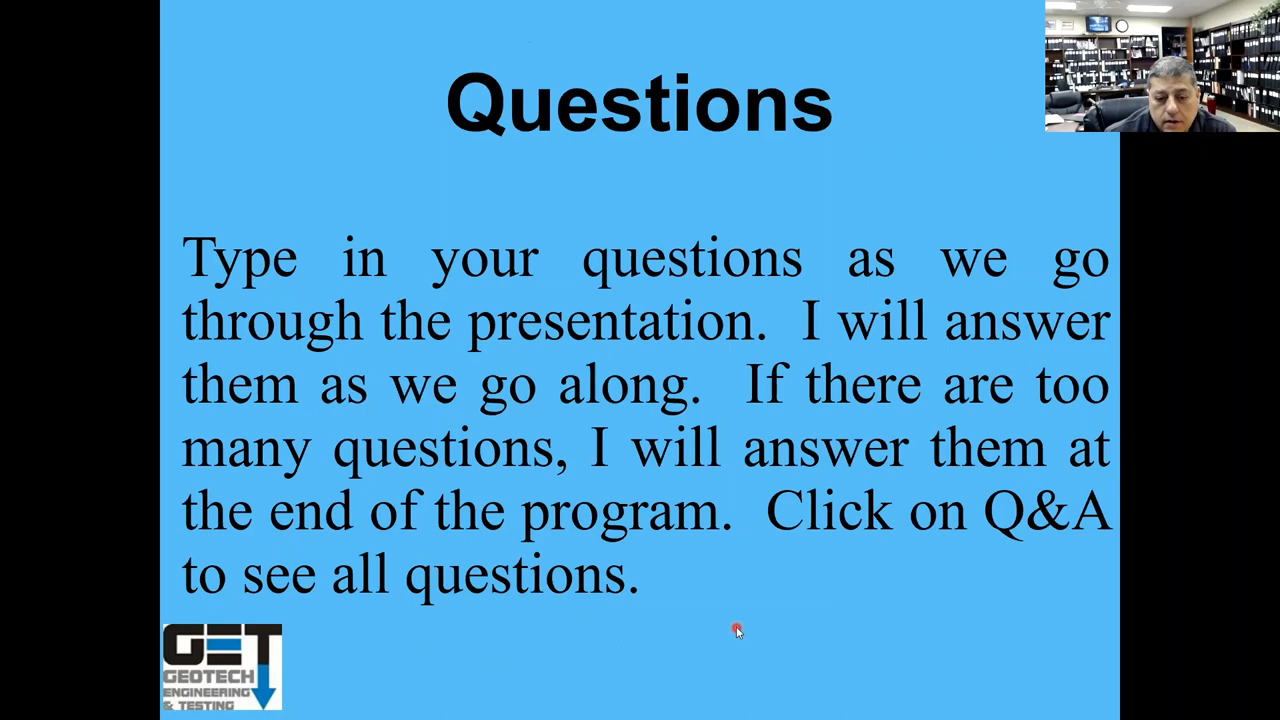 Questions
Type in your questions as we go
through the presentation. I will answer
them as we go along. If there are too
many questions, I will answer them at
the end of the program. Click on Q&A
to see all questions.
GET
GEOTECH
ENGINEERING
& TESTING